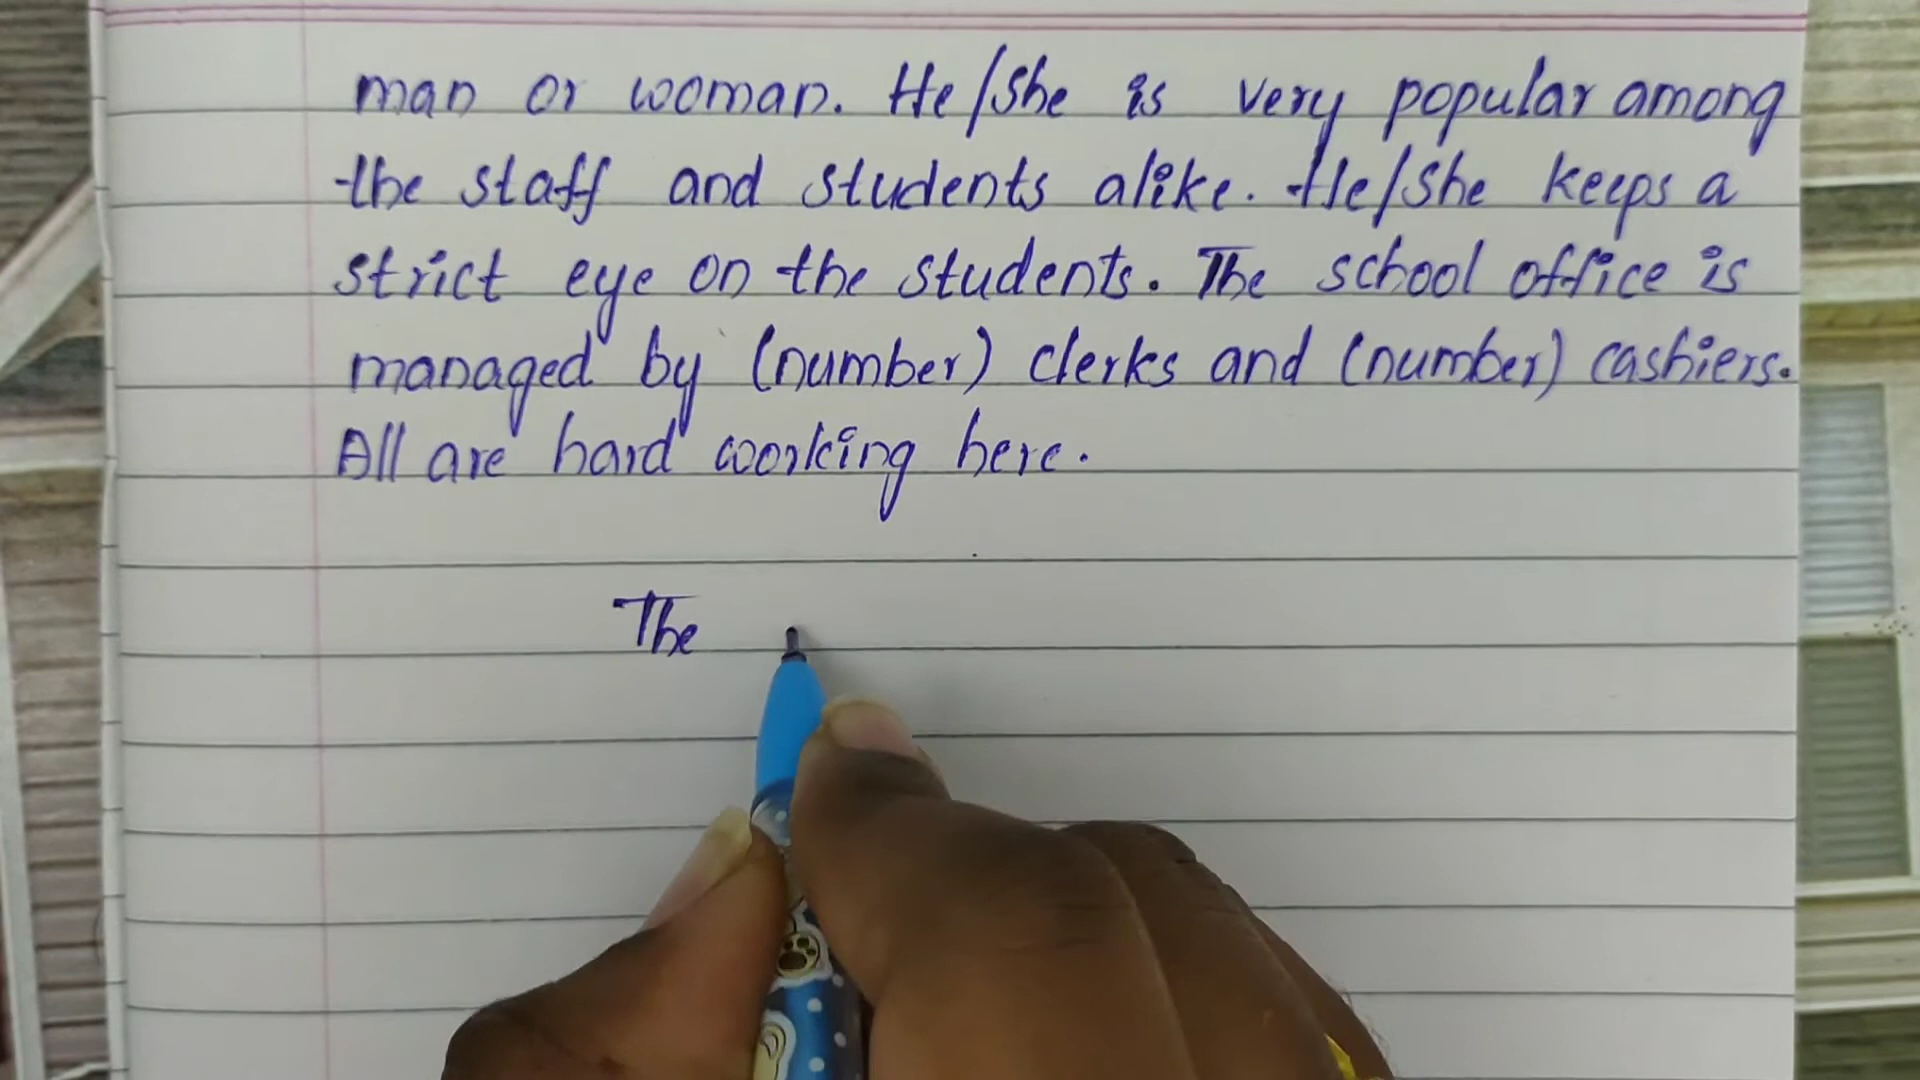 man or woman. He/She is very popular among
the staff and students alike. He/She keeps a
strict eye on the students. The school office is
managed by (number) clerks and (number) cashiers.
All are hard working here.
The